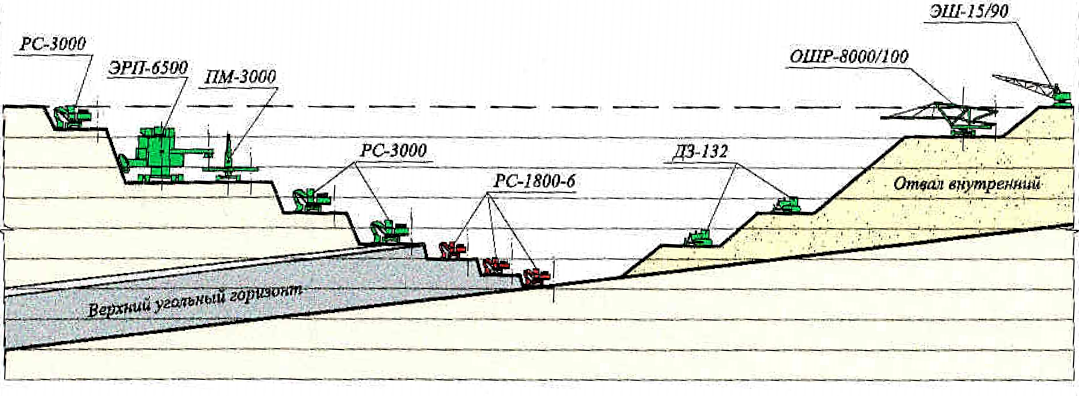 ЭШ-15/90
РС-3000
ЭРП-6500
ПМ-3000
ОШР-8000/100
РС-3000
РС-1800-6
ДЗ-132
Отвал внутренний
Верхний угольный горизонт